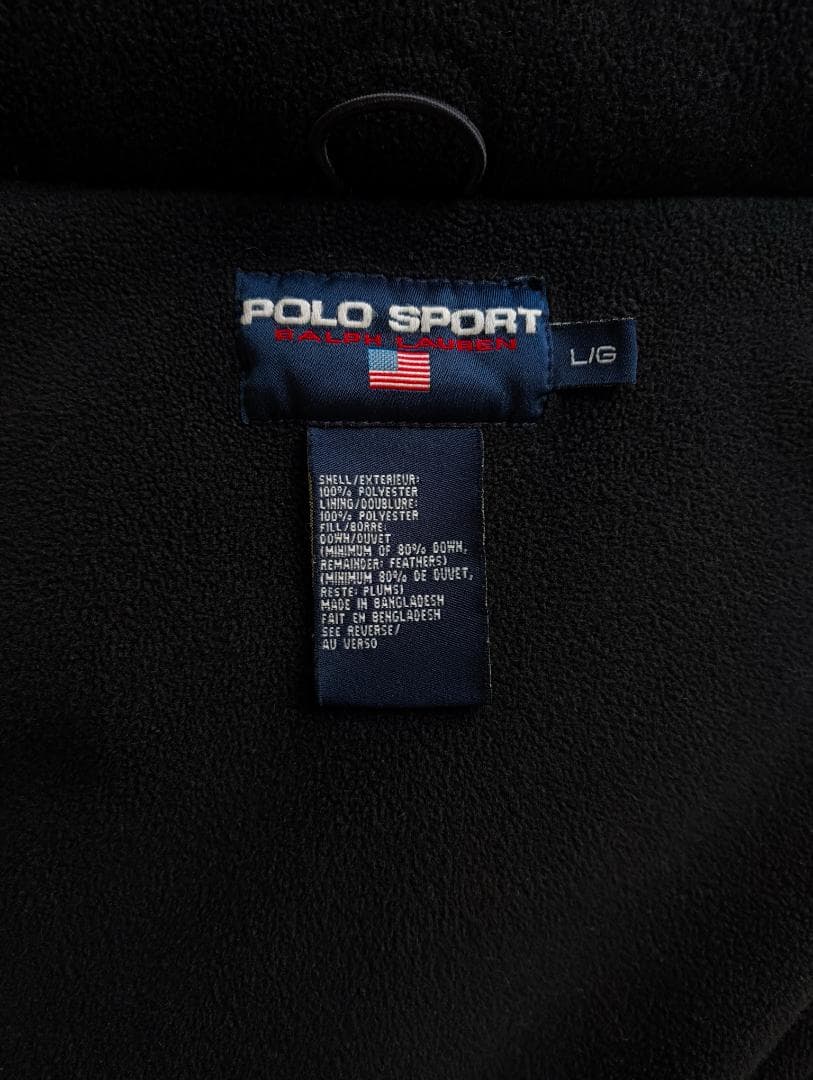 POLO SPORT
RALPH LAUREN
L/G
SHELL/EXTERIEUR:
100% POLYESTER
LINING/DOUBLURE:
100% POLYESTER
FILL/BORRE:
DOWN/DUVET
(MINIMUM OF 80% DOWN,
REMAINDER: FEATHERS)
(MINIMUM 80% DE DUVET,
RESTE: PLUMS)
MADE IN BANGLADESH
FAIT EN BENGLADESH
SEE REVERSE/
AU VERSO